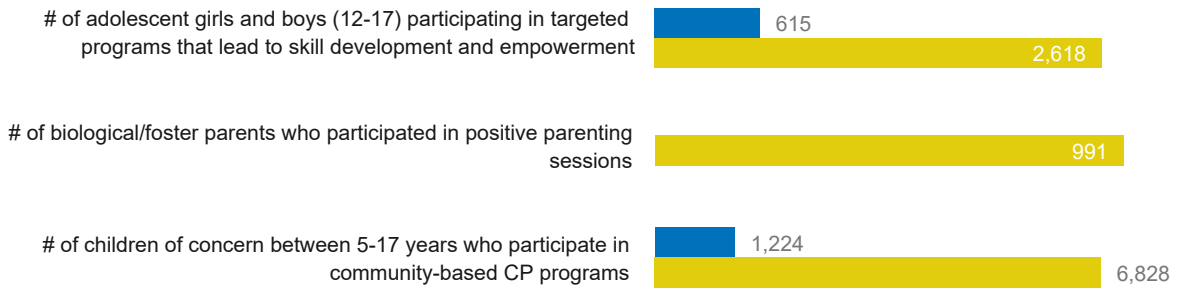 # of adolescent girls and boys (12-17) participating in targeted
programs that lead to skill development and empowerment
615
2,618
# of biological/foster parents who participated in positive parenting
sessions
991
# of children of concern between 5-17 years who participate in
community-based CP programs
1,224
6,828